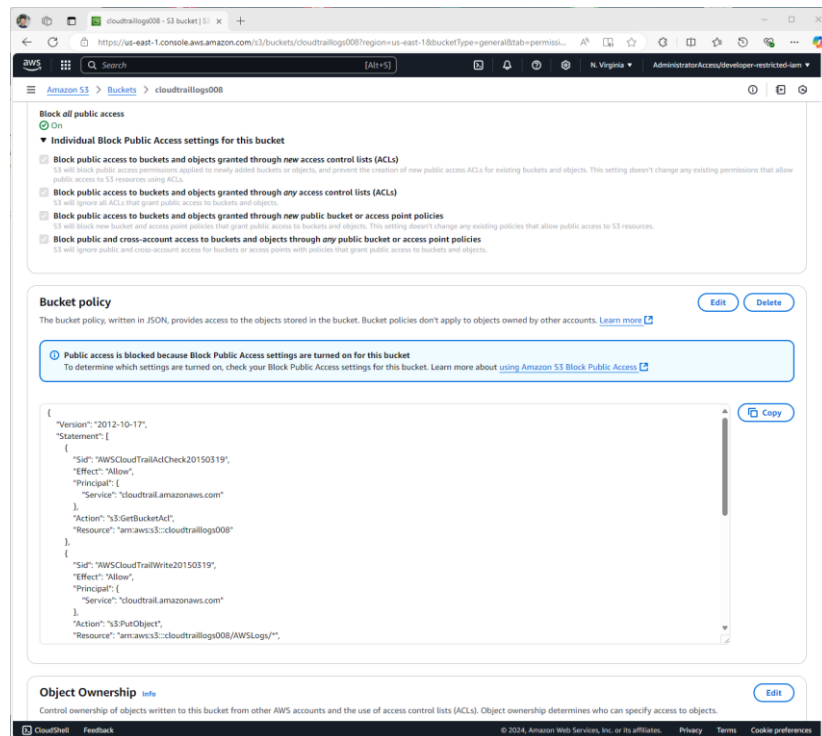 cloudtraillogs008 - S3 bucket | S3
https://us-east-1.console.aws.amazon.com/s3/buckets/cloudtraillogs008?region=us-east-1&bucketType=general&tab=permissi...
aws Search [Alt+S] N. Virginia ▼ AdministratorAccess/developer-restricted-iam ▼
Amazon S3 > Buckets > cloudtraillogs008
Block all public access
On
▼ Individual Block Public Access settings for this bucket
Block public access to buckets and objects granted through new access control lists (ACLs)
S3 will block public access permissions applied to newly added buckets or objects, and prevent the creation of new public access ACLs for existing buckets and objects. This setting doesn't change any existing permissions that allow
public access to S3 resources using ACLs.
Block public access to buckets and objects granted through any access control lists (ACLs)
S3 will ignore all ACLs that grant public access to buckets and objects.
Block public access to buckets and objects granted through new public bucket or access point policies
S3 will block new bucket and access point policies that grant public access to buckets and objects. This setting doesn't change any existing policies that allow public access to S3 resources.
Block public and cross-account access to buckets and objects through any public bucket or access point policies
S3 will ignore public and cross-account access for buckets or access points with policies that grant public access to buckets and objects.
Bucket policy
Edit
Delete
The bucket policy, written in JSON, provides access to the objects stored in the bucket. Bucket policies don't apply to objects owned by other accounts. Learn more
Public access is blocked because Block Public Access settings are turned on for this bucket
To determine which settings are turned on, check your Block Public Access settings for this bucket. Learn more about using Amazon S3 Block Public Access
Copy
{
"Version": "2012-10-17",
"Statement": [
{
"Sid": "AWSCloudTrailAclCheck20150319",
"Effect": "Allow",
"Principal": {
"Service": "cloudtrail.amazonaws.com"
},
"Action": "s3:GetBucketAcl",
"Resource": "arn:aws:s3:::cloudtraillogs008"
},
{
"Sid": "AWSCloudTrailWrite20150319",
"Effect": "Allow",
"Principal": {
"Service": "cloudtrail.amazonaws.com"
},
"Action": "s3:PutObject",
"Resource": "arn:aws:s3:::cloudtraillogs008/AWSLogs/*",
Object Ownership Info
Edit
Control ownership of objects written to this bucket from other AWS accounts and the use of access control lists (ACLs). Object ownership determines who can specify access to objects.
CloudShell Feedback © 2024, Amazon Web Services, Inc. or its affiliates. Privacy Terms Cookie preferences